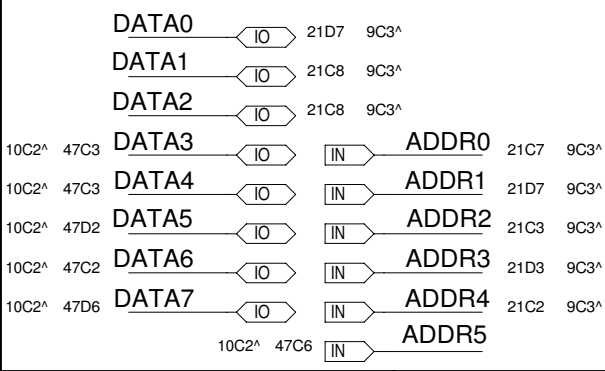 DATA0 IO 21D7 9C3^
DATA1 IO 21C8 9C3^
DATA2 IO 21C8 9C3^
10C2^ 47C3 DATA3 IO IN ADDR0 21C7 9C3^
10C2^ 47C3 DATA4 IO IN ADDR1 21D7 9C3^
10C2^ 47D2 DATA5 IO IN ADDR2 21C3 9C3^
10C2^ 47C2 DATA6 IO IN ADDR3 21D3 9C3^
10C2^ 47D6 DATA7 IO IN ADDR4 21C2 9C3^
10C2^ 47C6 IN ADDR5